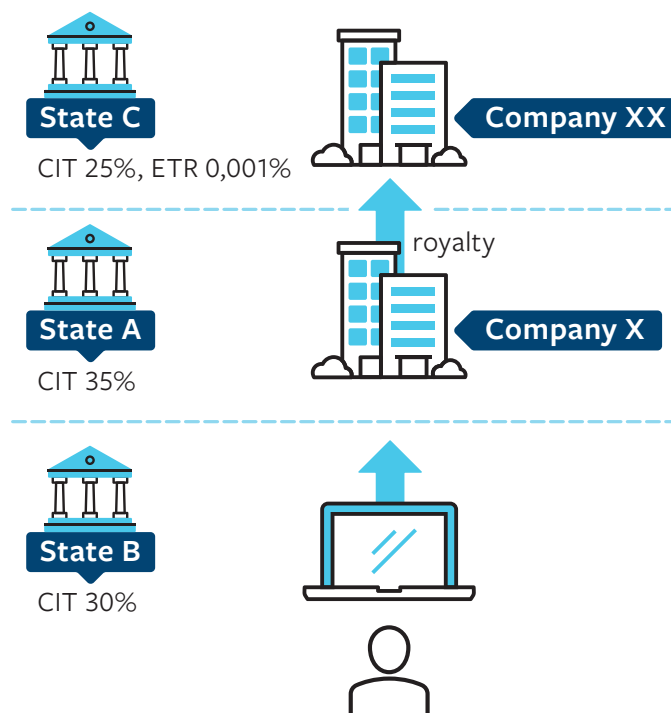 State C
Company XX
CIT 25%, ETR 0,001%
royalty
State A
Company X
CIT 35%
State B
CIT 30%